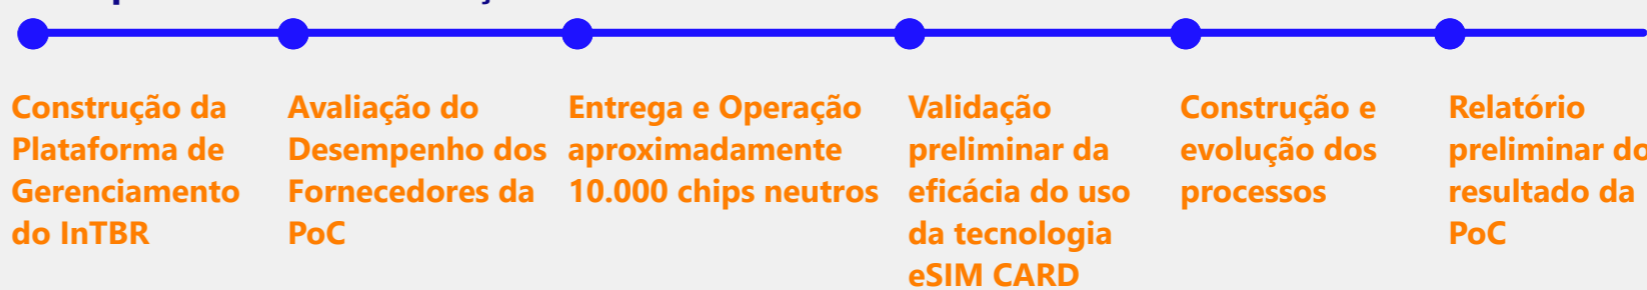 Construção da
Plataforma de
Gerenciamento
do InTBR
Avaliação do
Desempenho dos
Fornecedores da
PoC
Entrega e Operação
aproximadamente
10.000 chips neutros
Validação
preliminar da
eficácia do uso
da tecnologia
eSIM CARD
Construção e
evolução dos
processos
Relatório
preliminar do
resultado da
PoC